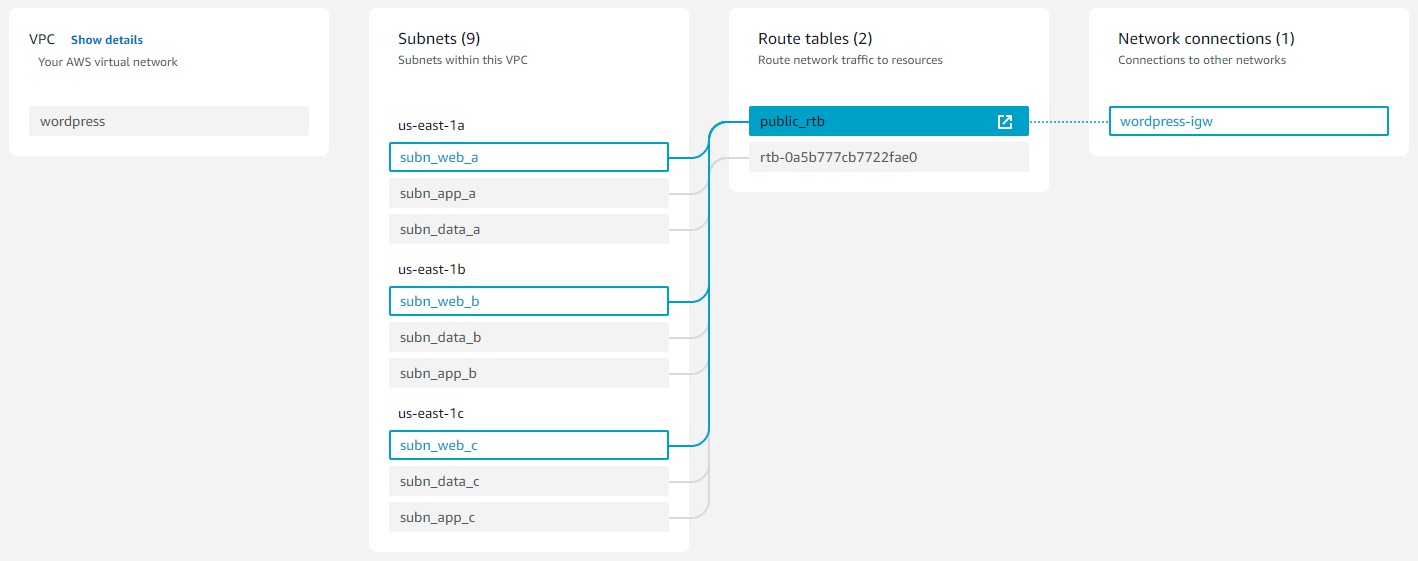 VPC Show details
Your AWS virtual network
wordpress
Subnets (9)
Subnets within this VPC
us-east-1a
subn_web_a
subn_app_a
subn_data_a
us-east-1b
subn_web_b
subn_data_b
subn_app_b
us-east-1c
subn_web_c
subn_data_c
subn_app_c
Route tables (2)
Route network traffic to resources
public_rtb
rtb-0a5b777cb7722fae0
Network connections (1)
Connections to other networks
wordpress-igw